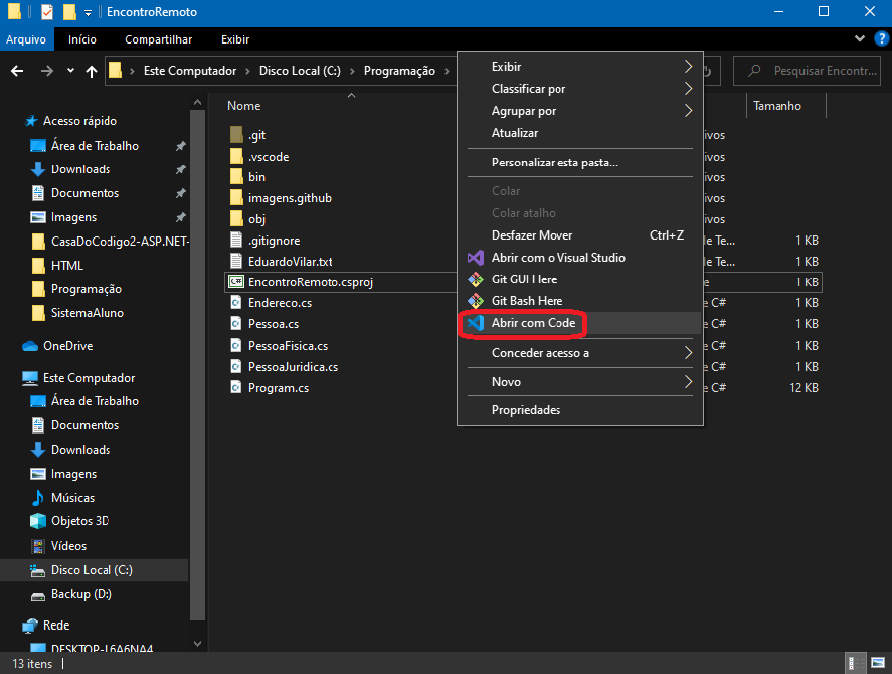 EncontroRemoto
Arquivo Início Compartilhar Exibir
Este Computador Disco Local (C:) Programação Pesquisar Encontr...
Nome Tamanho
Acesso rápido
Área de Trabalho
Downloads
Documentos
Imagens
CasaDoCodigo2-ASP.NET-
HTML
Programação
SistemaAluno
OneDrive
Este Computador
Área de Trabalho
Documentos
Downloads
Imagens
Músicas
Objetos 3D
Vídeos
Disco Local (C:)
Backup (D:)
Rede
DESKTOP-L6A6NA4
.git ivos
.vscode ivos
bin ivos
imagens.github ivos
obj ivos
.gitignore e Te... 1 KB
EduardoVilar.txt e Te... 1 KB
EncontroRemoto.csproj e 1 KB
Endereco.cs e C# 1 KB
Pessoa.cs e C# 1 KB
PessoaFisica.cs e C# 1 KB
PessoaJuridica.cs e C# 1 KB
Program.cs e C# 12 KB
Exibir
Classificar por
Agrupar por
Atualizar
Personalizar esta pasta...
Colar
Colar atalho
Desfazer Mover Ctrl+Z
Abrir com o Visual Studio
Git GUI Here
Git Bash Here
Abrir com Code
Conceder acesso a
Novo
Propriedades
13 itens